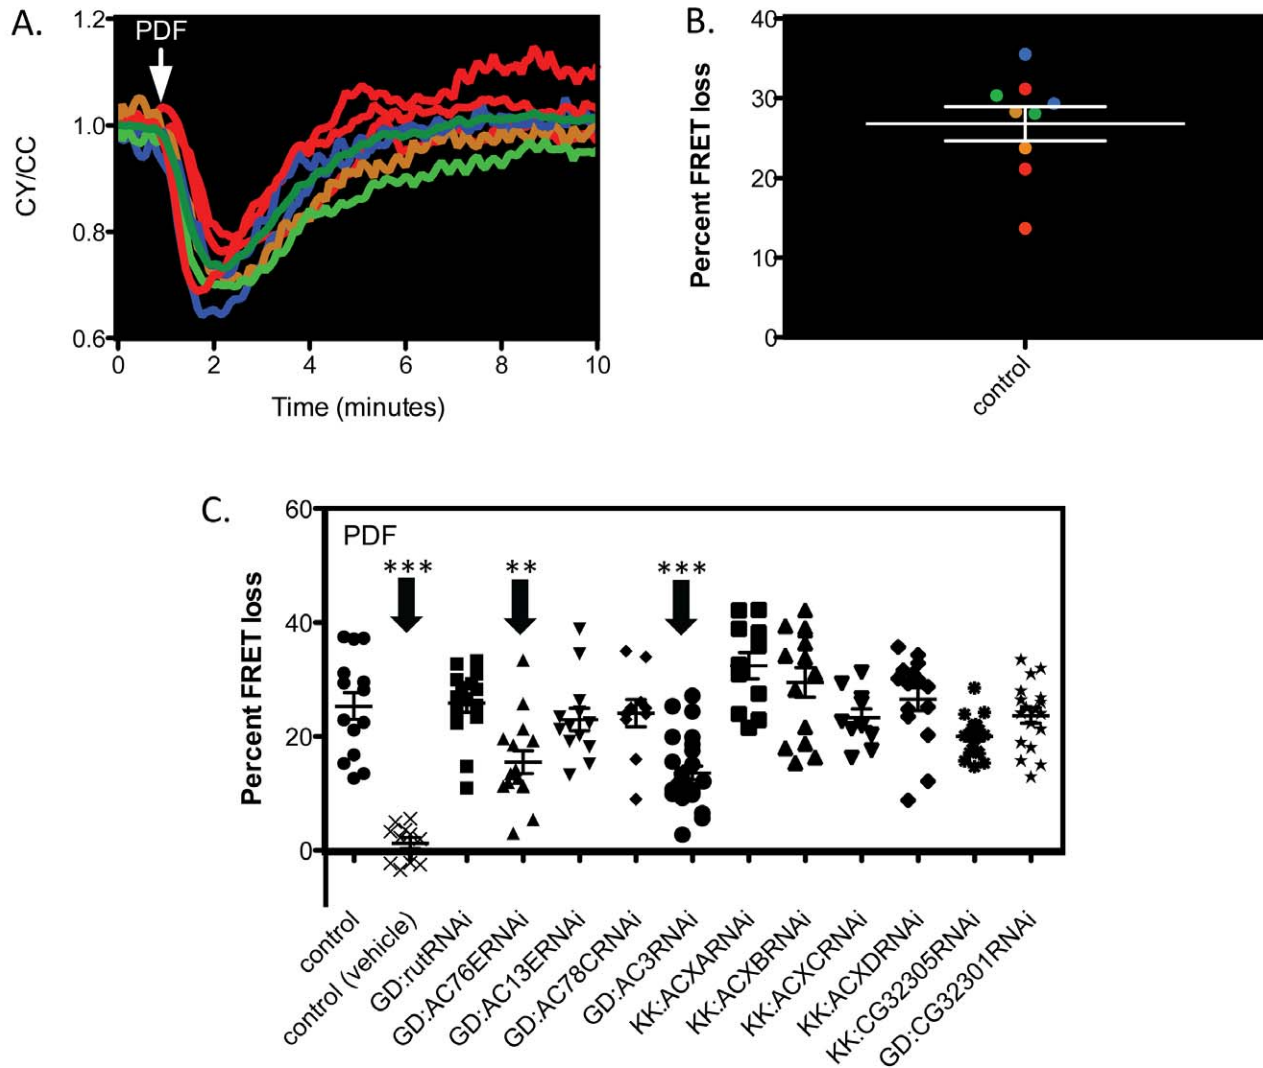 A.
PDF
1.2
1.0
0.8
0.6
CY/CC
0 2 4 6 8 10
Time (minutes)
B.
40
30
20
10
0
Percent FRET loss
control
C.
PDF
60
40
20
0
Percent FRET loss
*** ** ***
control
control (vehicle)
GD:rutRNAi
GD:AC76ERNAi
GD:AC13ERNAi
GD:AC78CRNAi
GD:AC3RNAi
KK:ACXARNAi
KK:ACXBRNAi
KK:ACXCRNAi
KK:ACXDRNAi
KK:CG32305RNAi
GD:CG32301RNAi